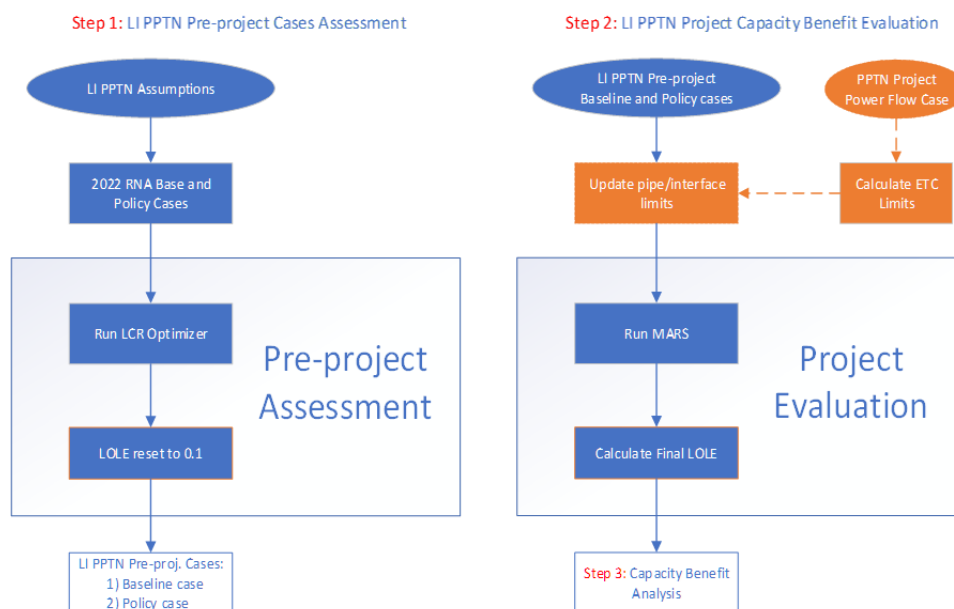 Step 1: LI PPTN Pre-project Cases Assessment
LI PPTN Assumptions
2022 RNA Base and
Policy Cases
Run LCR Optimizer
Pre-project
Assessment
LOLE reset to 0.1
LI PPTN Pre-proj. Cases:
1) Baseline case
2) Policy case
Step 2: LI PPTN Project Capacity Benefit Evaluation
LI PPTN Pre-project
Baseline and Policy cases
PPTN Project
Power Flow Case
Update pipe/interface
limits
Calculate ETC
Limits
Run MARS
Project
Evaluation
Calculate Final LOLE
Step 3: Capacity Benefit
Analysis